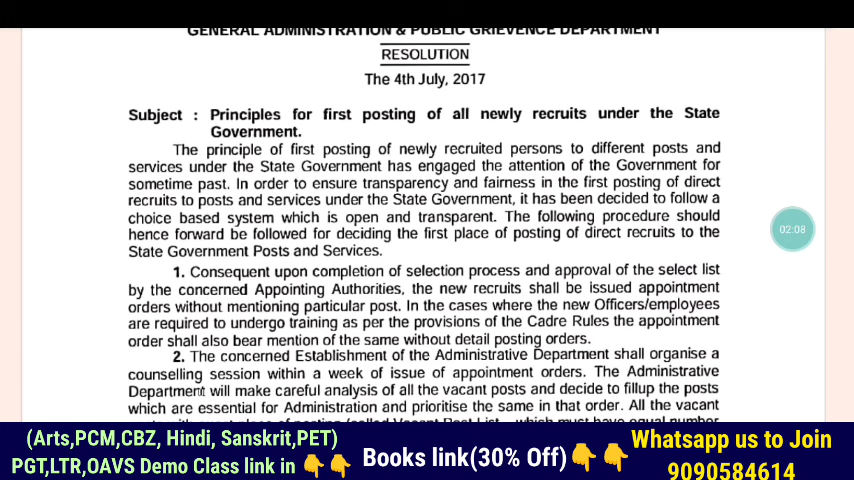 GENERAL ADMINISTRATION & PUBLIC GRIEVENCE DEPARTMENT
RESOLUTION
The 4th July, 2017
Subject : Principles for first posting of all newly recruits under the State
Government.
The principle of first posting of newly recruited persons to different posts and
services under the State Government has engaged the attention of the Government for
sometime past. In order to ensure transparency and fairness in the first posting of direct
recruits to posts and services under the State Government, it has been decided to follow a
choice based system which is open and transparent. The following procedure should
hence forward be followed for deciding the first place of posting of direct recruits to the
State Government Posts and Services.
1. Consequent upon completion of selection process and approval of the select list
by the concerned Appointing Authorities, the new recruits shall be issued appointment
orders without mentioning particular post. In the cases where the new Officers/employees
are required to undergo training as per the provisions of the Cadre Rules the appointment
order shall also bear mention of the same without detail posting orders.
2. The concerned Establishment of the Administrative Department shall organise a
counselling session within a week of issue of appointment orders. The Administrative
Department will make careful analysis of all the vacant posts and decide to fillup the posts
which are essential for Administration and prioritise the same in that order. All the vacant
02:08
(Arts,PCM,CBZ, Hindi, Sanskrit,PET)
PGT,LTR,OAVS Demo Class link in 👇👇
Books link(30% Off)👇👇
Whatsapp us to Join
9090584614